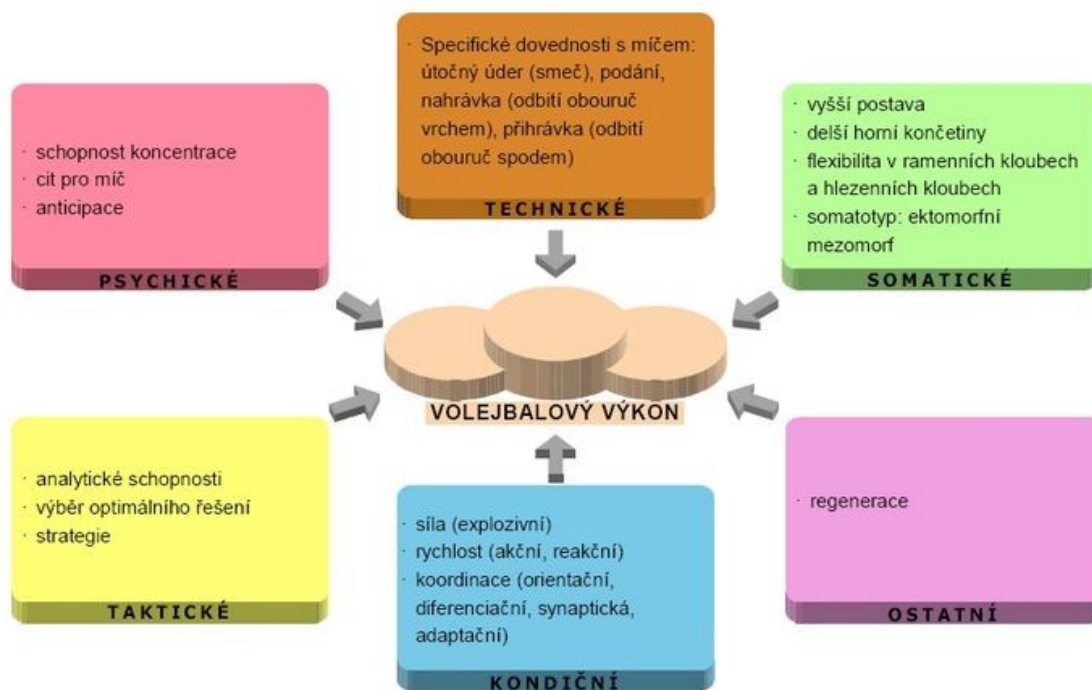 · Specifické dovednosti s míčem:
útočný úder (smeč), podání,
nahrávka (odbití obouruč
vrchem), přihrávka (odbití
obouruč spodem)
TECHNICKÉ
· schopnost koncentrace
· cit pro míč
· anticipace
PSYCHICKÉ
· vyšší postava
· delší horní končetiny
· flexibilita v ramenních kloubech
a hlezenních kloubech
· somatotyp: ektomorfní
mezomorf
SOMATICKÉ
VOLEJBALOVÝ VÝKON
· analytické schopnosti
· výběr optimálního řešení
· strategie
TAKTICKÉ
· síla (explozivní)
· rychlost (akční, reakční)
· koordinace (orientační,
diferenciační, synaptická,
adaptační)
KONDIČNÍ
· regenerace
OSTATNÍ